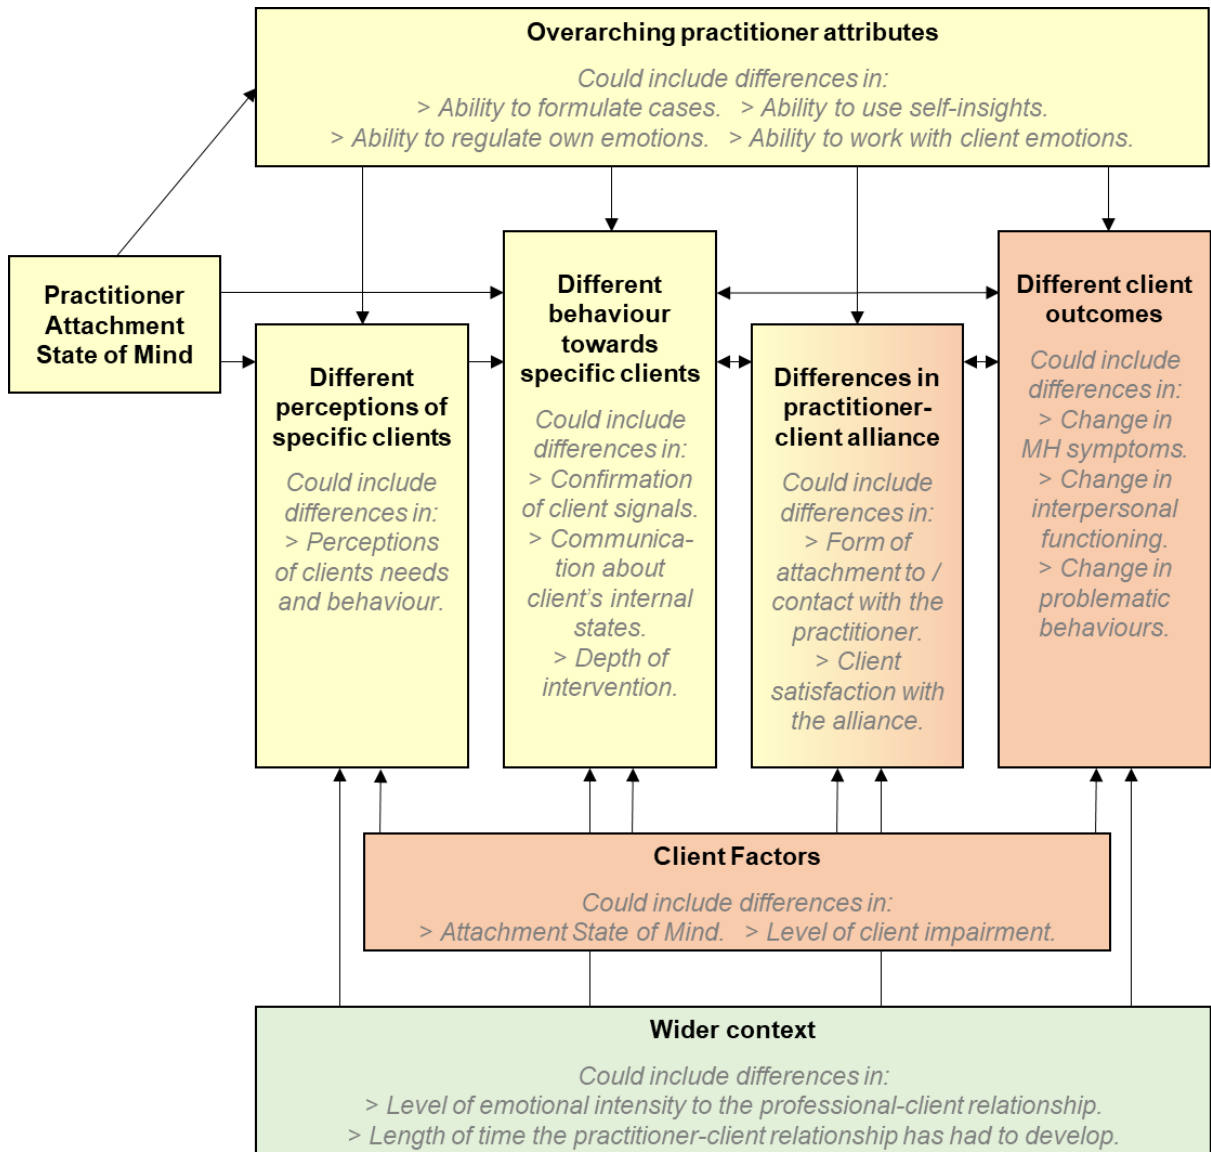 Overarching practitioner attributes
Could include differences in:
> Ability to formulate cases. > Ability to use self-insights.
> Ability to regulate own emotions. > Ability to work with client emotions.
Practitioner
Attachment
State of Mind
Different
perceptions of
specific clients
Could include
differences in:
> Perceptions
of clients needs
and behaviour.
Different
behaviour
towards
specific clients
Could include
differences in:
> Confirmation
of client signals.
> Communica-
tion about
client's internal
states.
> Depth of
intervention.
Differences in
practitioner-
client alliance
Could include
differences in:
> Form of
attachment to /
contact with the
practitioner.
> Client
satisfaction with
the alliance.
Different client
outcomes
Could include
differences in:
> Change in
MH symptoms.
> Change in
interpersonal
functioning.
> Change in
problematic
behaviours.
Client Factors
Could include differences in:
> Attachment State of Mind. > Level of client impairment.
Wider context
Could include differences in:
> Level of emotional intensity to the professional-client relationship.
> Length of time the practitioner-client relationship has had to develop.